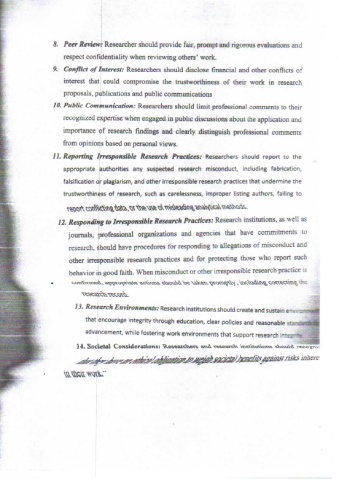 8. Peer Review: Researcher should provide fair, prompt and rigorous evaluations and
respect confidentiality when reviewing others' work.
9. Conflict of Interest: Researchers should disclose financial and other conflicts of
interest that could compromise the trustworthiness of their work in research
proposals, publications and public communications
10. Public Communication: Researchers should limit professional comments to their
recognized expertise when engaged in public discussions about the application and
importance of research findings and clearly distinguish professional comments
from opinions based on personal views.
11. Reporting Irresponsible Research Practices: Researchers should report to the
appropriate authorities any suspected research misconduct, including fabrication,
falsification or plagiarism, and other irresponsible research practices that undermine the
trustworthiness of research, such as carelessness, improper listing authors, failing to
report conflicting data, or the use of misleading analytical methods.
12. Responding to Irresponsible Research Practices: Research institutions, as well as
journals, professional organizations and agencies that have commitments to
research, should have procedures for responding to allegations of misconduct and
other irresponsible research practices and for protecting those who report such
behavior in good faith. When misconduct or other irresponsible research practice is
confirmed, appropriate actions should be taken promptly, including correcting the
research record.
13. Research Environments: Research institutions should create and sustain environm
that encourage integrity through education, clear policies and reasonable standards
advancement, while fostering work environments that support research integrity
14. Societal Considerations: Researchers and research institutions should recogni
an ethical obligation to weigh societal benefits against risks inhere
in their work."